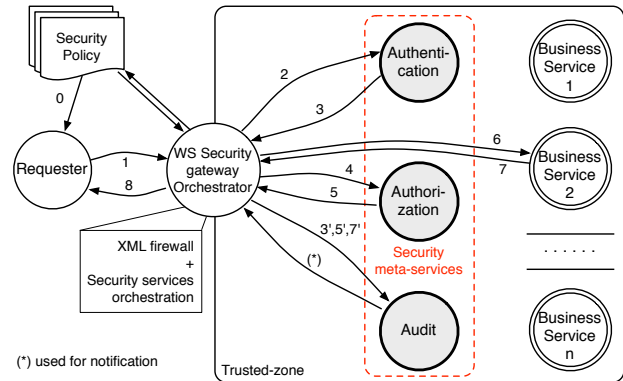 Security
Policy
0
Requester
1
8
WS Security
gateway
Orchestrator
XML firewall
+
Security services
orchestration
(*) used for notification
2
3
4
5
6
7
3',5',7'
(*)
Authenti-
cation
Authori-
zation
Security
meta-services
Audit
Business
Service
1
Business
Service
2
. . . . . .
Business
Service
n
Trusted-zone